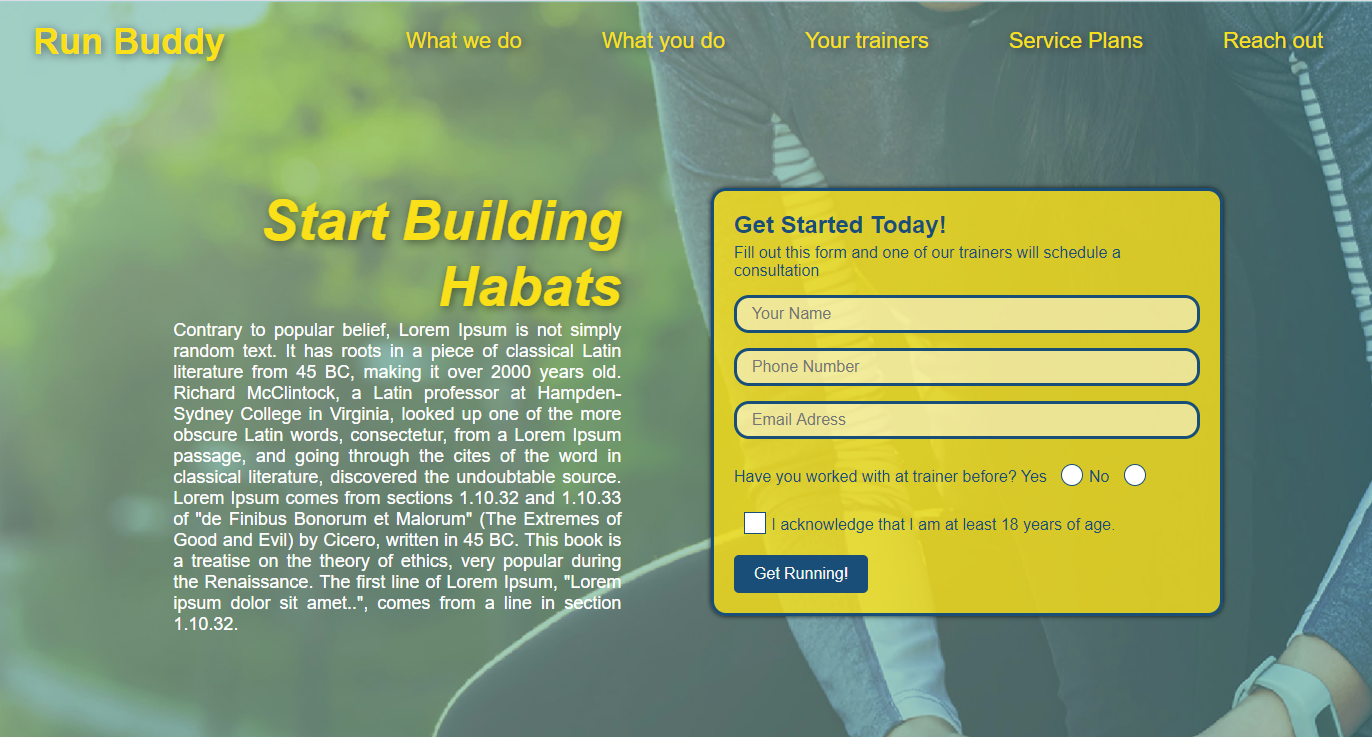 Run Buddy
What we do
What you do
Your trainers
Service Plans
Reach out
Start Building
Habats
Contrary to popular belief, Lorem Ipsum is not simply
random text. It has roots in a piece of classical Latin
literature from 45 BC, making it over 2000 years old.
Richard McClintock, a Latin professor at Hampden-
Sydney College in Virginia, looked up one of the more
obscure Latin words, consectetur, from a Lorem Ipsum
passage, and going through the cites of the word in
classical literature, discovered the undoubtable source.
Lorem Ipsum comes from sections 1.10.32 and 1.10.33
of "de Finibus Bonorum et Malorum" (The Extremes of
Good and Evil) by Cicero, written in 45 BC. This book is
a treatise on the theory of ethics, very popular during
the Renaissance. The first line of Lorem Ipsum, "Lorem
ipsum dolor sit amet..", comes from a line in section
1.10.32.
Get Started Today!
Fill out this form and one of our trainers will schedule a
consultation
Your Name
Phone Number
Email Adress
Have you worked with at trainer before? Yes No
I acknowledge that I am at least 18 years of age.
Get Running!